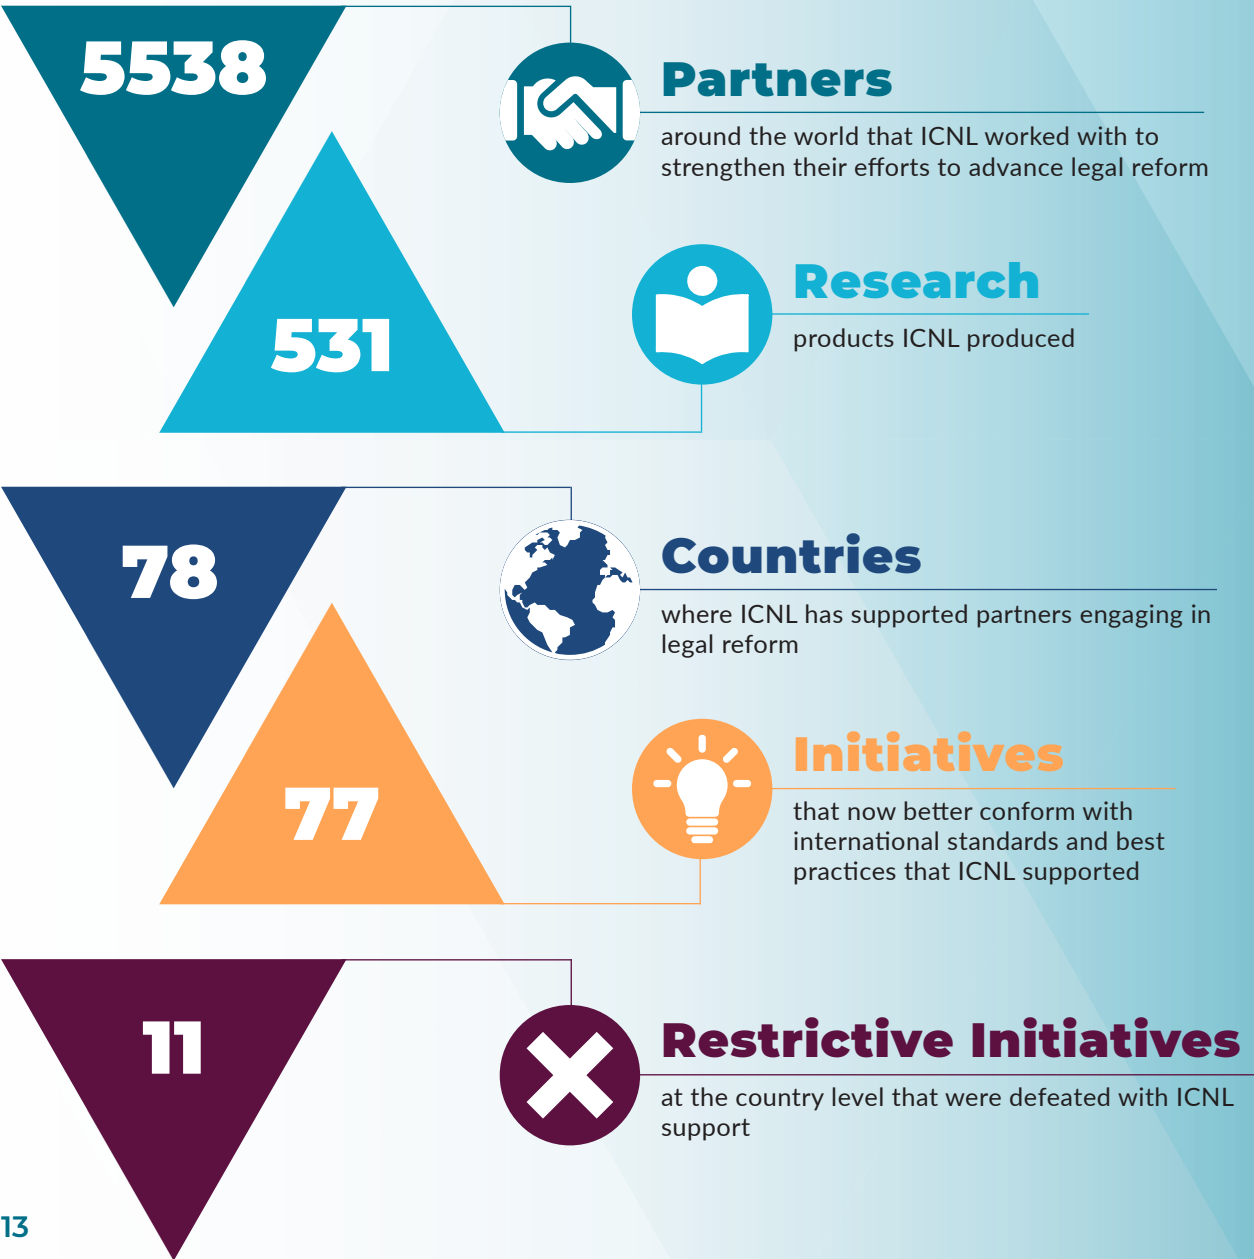 5538
Partners
around the world that ICNL worked with to
strengthen their efforts to advance legal reform
531
Research
products ICNL produced
78
Countries
where ICNL has supported partners engaging in
legal reform
77
Initiatives
that now better conform with
international standards and best
practices that ICNL supported
11
Restrictive Initiatives
at the country level that were defeated with ICNL
support
13